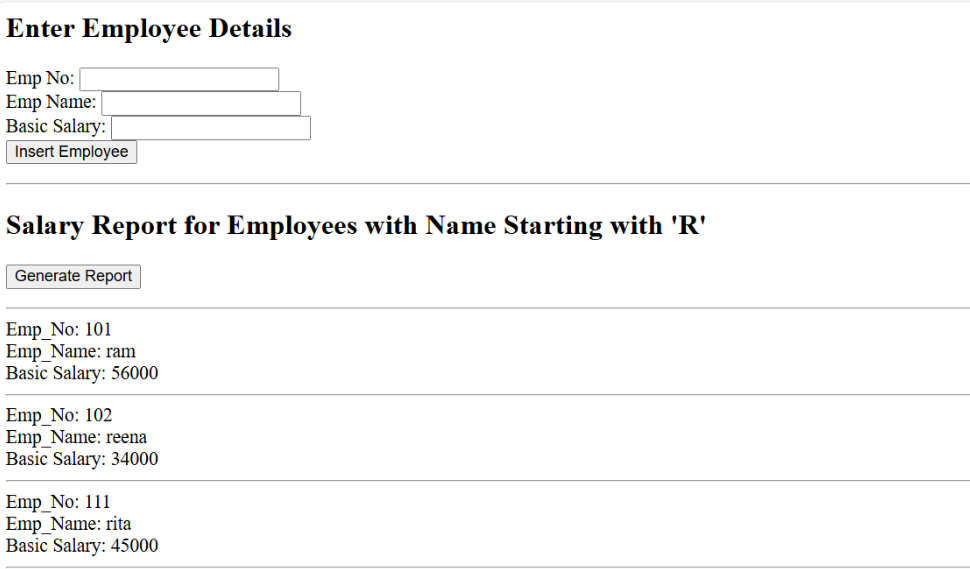 Enter Employee Details
Emp No:
Emp Name:
Basic Salary:
Insert Employee
Salary Report for Employees with Name Starting with 'R'
Generate Report
Emp_No: 101
Emp_Name: ram
Basic Salary: 56000
Emp_No: 102
Emp_Name: reena
Basic Salary: 34000
Emp_No: 111
Emp_Name: rita
Basic Salary: 45000